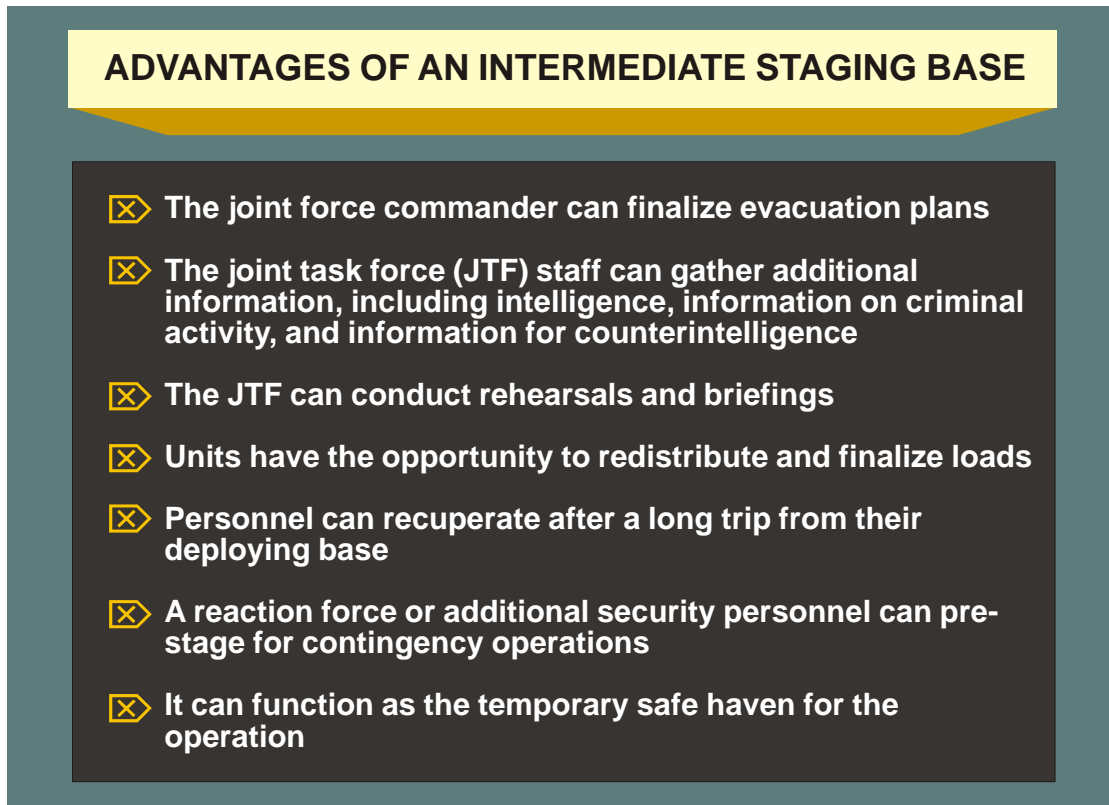 ADVANTAGES OF AN INTERMEDIATE STAGING BASE
The joint force commander can finalize evacuation plans
The joint task force (JTF) staff can gather additional
information, including intelligence, information on criminal
activity, and information for counterintelligence
The JTF can conduct rehearsals and briefings
Units have the opportunity to redistribute and finalize loads
Personnel can recuperate after a long trip from their
deploying base
A reaction force or additional security personnel can pre-
stage for contingency operations
It can function as the temporary safe haven for the
operation